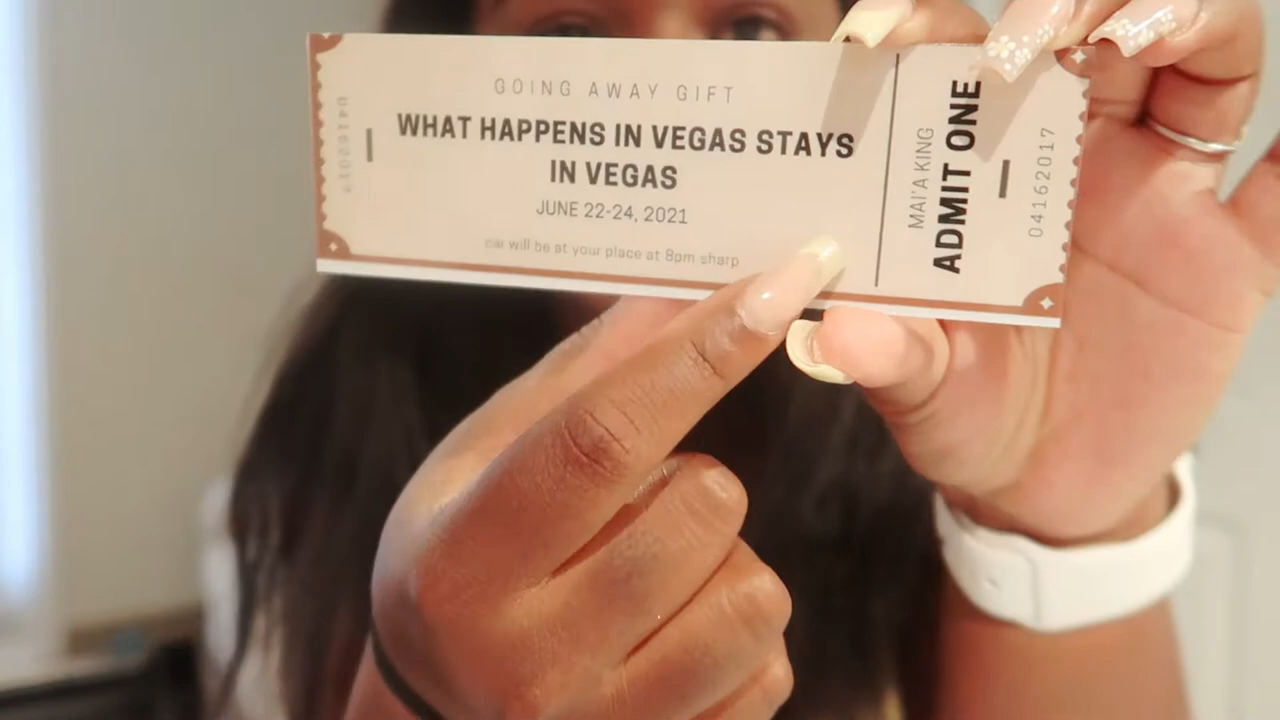 GOING AWAY GIFT
WHAT HAPPENS IN VEGAS STAYS
IN VEGAS
JUNE 22-24, 2021
car will be at your place at 8pm sharp
04162017
MAI'A KING
ADMIT ONE
04162017